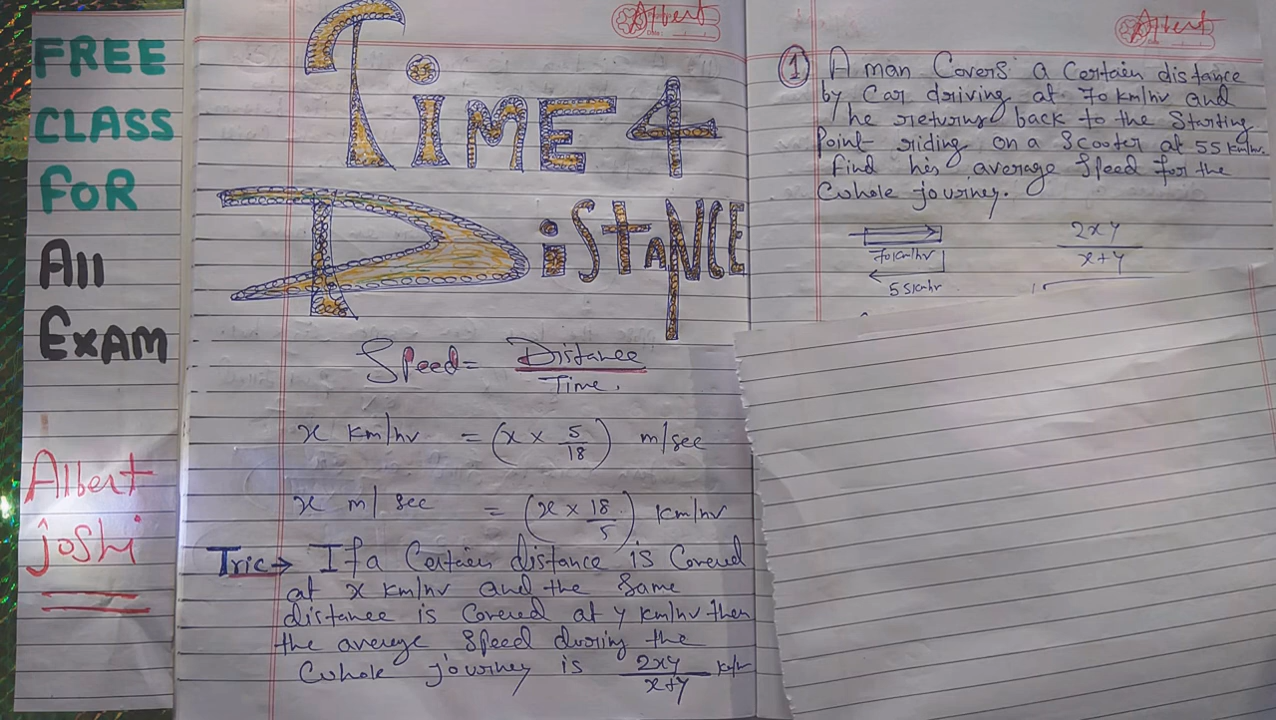 FREE
CLASS
FOR
All
EXAM
Albert
joshi
Albert
TiME 4
DiSTANCE
Speed = Distance
Time.
x km/hr = (x × 5/18) m/sec
x m/sec = (x × 18/5) km/hr
Tric→ If a Certain distance is Covered
at x km/hr and the Same
distance is Covered at y km/hr then
the average Speed during the
Whole journey is 2xy/x+y km/hr
Albert
① A man Covers a Certain distance
by Car driving at 70 km/hr and
he returns back to the Starting
Point riding on a Scooter at 55 km/hr.
Find his average Speed for the
Whole journey.
70km/hr
55km/hr
2xy
x+y